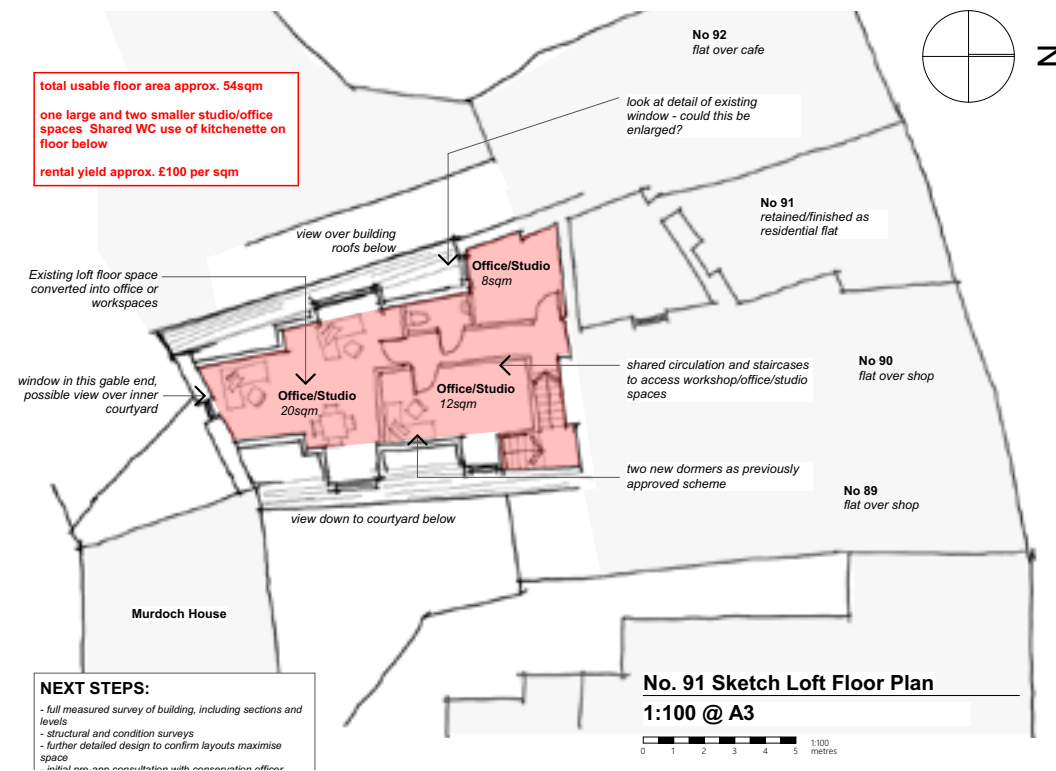 No 92
flat over cafe
N
total usable floor area approx. 54sqm
one large and two smaller studio/office
spaces  Shared WC use of kitchenette on
floor below
rental yield approx. £100 per sqm
look at detail of existing
window - could this be
enlarged?
No 91
retained/finished as
residential flat
view over building
roofs below
Office/Studio
8sqm
Existing loft floor space
converted into office or
workspaces
window in this gable end,
possible view over inner
courtyard
Office/Studio
20sqm
Office/Studio
12sqm
shared circulation and staircases
to access workshop/office/studio
spaces
No 90
flat over shop
two new dormers as previously
approved scheme
No 89
flat over shop
view down to courtyard below
Murdoch House
NEXT STEPS:
- full measured survey of building, including sections and
levels
- structural and condition surveys
- further detailed design to confirm layouts maximise
space
- initial pre-app consultation with conservation officer
No. 91 Sketch Loft Floor Plan
1:100 @ A3
0 1 2 3 4 5
1:100
metres